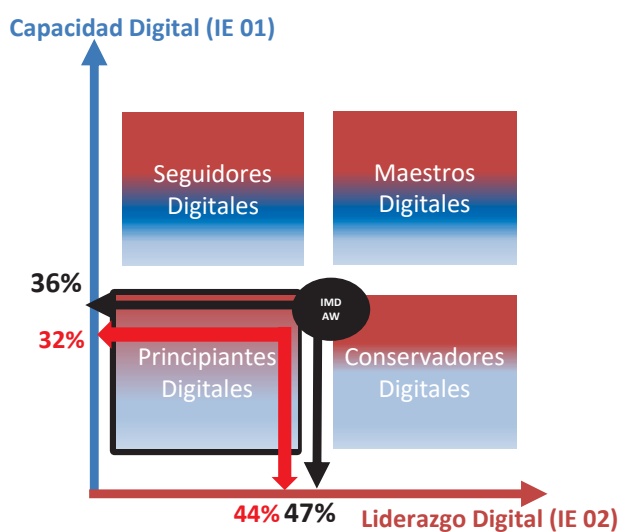 Capacidad Digital (IE 01)
Seguidores
Digitales
Maestros
Digitales
36%
IMD
AW
32%
Principiantes
Digitales
Conservadores
Digitales
44% 47%
Liderazgo Digital (IE 02)